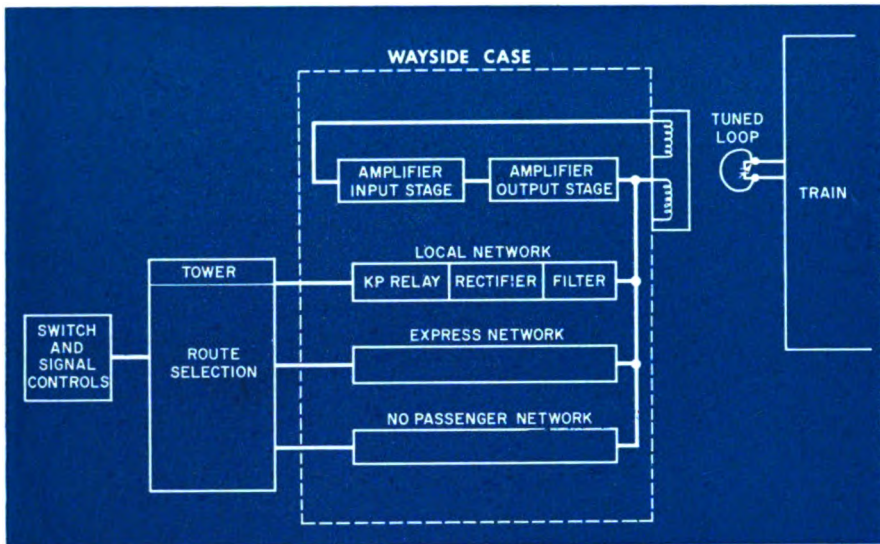 WAYSIDE CASE
TUNED
LOOP
AMPLIFIER
INPUT STAGE
AMPLIFIER
OUTPUT STAGE
TRAIN
LOCAL NETWORK
TOWER
KP RELAY
RECTIFIER
FILTER
SWITCH
AND
SIGNAL
CONTROLS
ROUTE
SELECTION
EXPRESS NETWORK
NO PASSENGER NETWORK